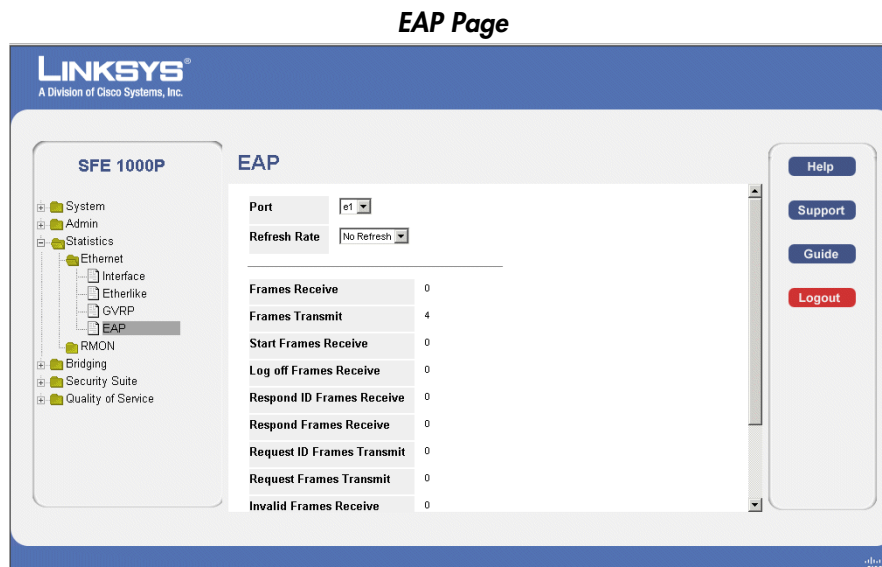 EAP Page
LINKSYS®
A Division of Cisco Systems, Inc.
SFE 1000P
System
Admin
Statistics
Ethernet
Interface
Etherlike
GVRP
EAP
RMON
Bridging
Security Suite
Quality of Service
EAP
Port e1
Refresh Rate No Refresh
Frames Receive 0
Frames Transmit 4
Start Frames Receive 0
Log off Frames Receive 0
Respond ID Frames Receive 0
Respond Frames Receive 0
Request ID Frames Transmit 0
Request Frames Transmit 0
Invalid Frames Receive 0
Help
Support
Guide
Logout